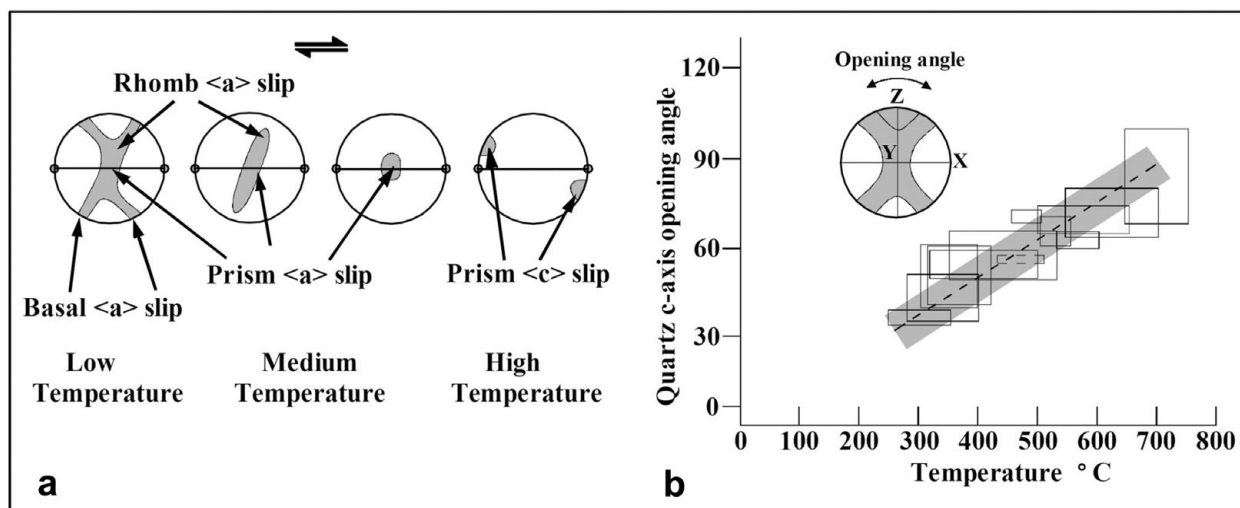 Rhomb <a> slip
Prism <a> slip
Prism <c> slip
Basal <a> slip
Low
Temperature
Medium
Temperature
High
Temperature
a
Opening angle
Z
Y
X
Quartz c-axis opening angle
120
90
60
30
0
0 100 200 300 400 500 600 700 800
Temperature °C
b